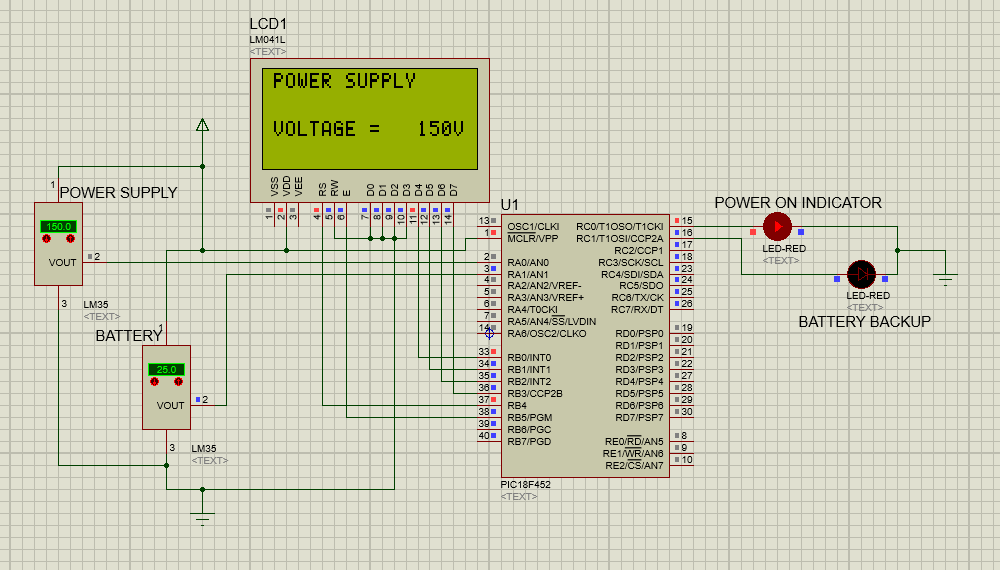 LCD1
LM041L
<TEXT>
POWER SUPPLY
VOLTAGE = 150V
VSS VDD VEE RS RW E D0 D1 D2 D3 D4 D5 D6 D7
1 2 3 4 5 6 7 8 9 10 11 12 13 14
1
POWER SUPPLY
150.0
VOUT
2
3
LM35
<TEXT>
BATTERY
1
25.0
VOUT
2
3
LM35
<TEXT>
U1
13 OSC1/CLKI
1 MCLR/VPP
2 RA0/AN0
3 RA1/AN1
4 RA2/AN2/VREF-
5 RA3/AN3/VREF+
6 RA4/T0CKI
7 RA5/AN4/SS/LVDIN
14 RA6/OSC2/CLKO
33 RB0/INT0
34 RB1/INT1
35 RB2/INT2
36 RB3/CCP2B
37 RB4
38 RB5/PGM
39 RB6/PGC
40 RB7/PGD
RC0/T1OSO/T1CKI 15
RC1/T1OSI/CCP2A 16
RC2/CCP1 17
RC3/SCK/SCL 18
RC4/SDI/SDA 23
RC5/SDO 24
RC6/TX/CK 25
RC7/RX/DT 26
RD0/PSP0 19
RD1/PSP1 20
RD2/PSP2 21
RD3/PSP3 22
RD4/PSP4 27
RD5/PSP5 28
RD6/PSP6 29
RD7/PSP7 30
RE0/RD/AN5 8
RE1/WR/AN6 9
RE2/CS/AN7 10
PIC18F452
<TEXT>
POWER ON INDICATOR
LED-RED
<TEXT>
LED-RED
<TEXT>
BATTERY BACKUP